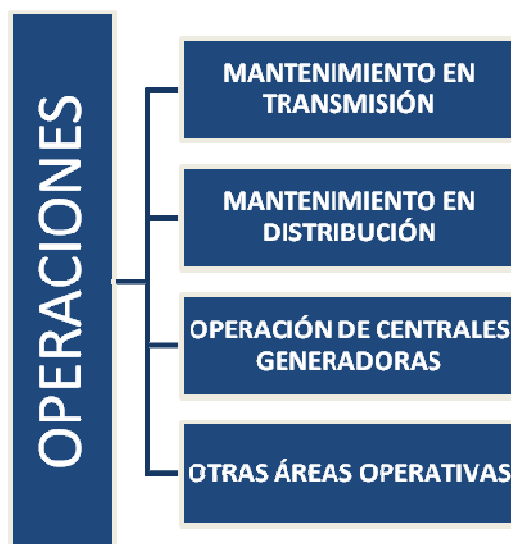 OPERACIONES
MANTENIMIENTO EN
TRANSMISIÓN
MANTENIMIENTO EN
DISTRIBUCIÓN
OPERACIÓN DE CENTRALES
GENERADORAS
OTRAS ÁREAS OPERATIVAS